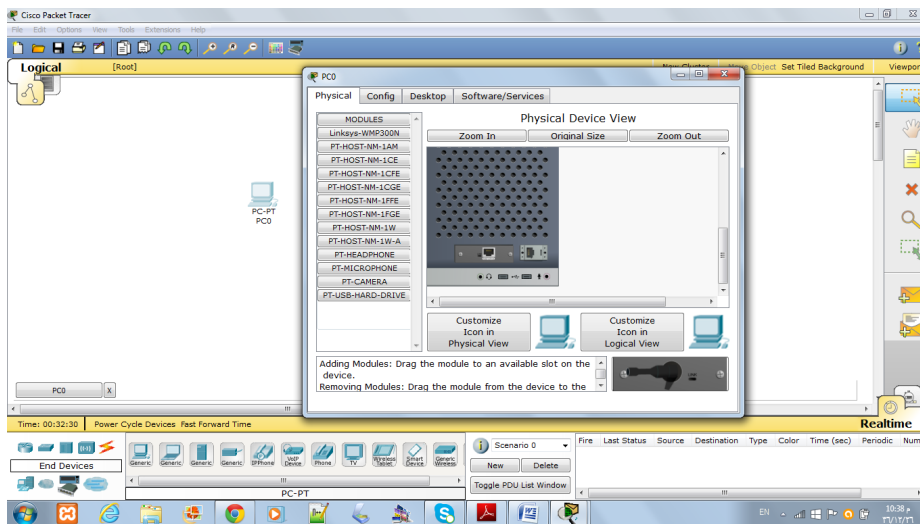 Cisco Packet Tracer
File Edit Options View Tools Extensions Help
Logical
[Root]
New Cluster
Object
Set Tiled Background
Viewpor
PC0
Physical Config Desktop Software/Services
MODULES
Linksys-WMP300N
PT-HOST-NM-1AM
PT-HOST-NM-1CE
PT-HOST-NM-1CFE
PT-HOST-NM-1CGE
PT-HOST-NM-1FFE
PT-HOST-NM-1FGE
PT-HOST-NM-1W
PT-HOST-NM-1W-A
PT-HEADPHONE
PT-MICROPHONE
PT-CAMERA
PT-USB-HARD-DRIVE
Physical Device View
Zoom In Original Size Zoom Out
Customize
Icon in
Physical View
Customize
Icon in
Logical View
Adding Modules: Drag the module to an available slot on the
device.
Removing Modules: Drag the module from the device to the
PC-PT
PC0
PC0 X
Time: 00:32:30 Power Cycle Devices Fast Forward Time
Realtime
End Devices
Generic Generic Generic Generic IPPhone VoIP Device Phone TV Wireless Tablet Smart Device Generic Wireless
PC-PT
Scenario 0
New Delete
Toggle PDU List Window
Fire Last Status Source Destination Type Color Time (sec) Periodic Num
EN
10:38 م
٣٧/١٢/٢٦